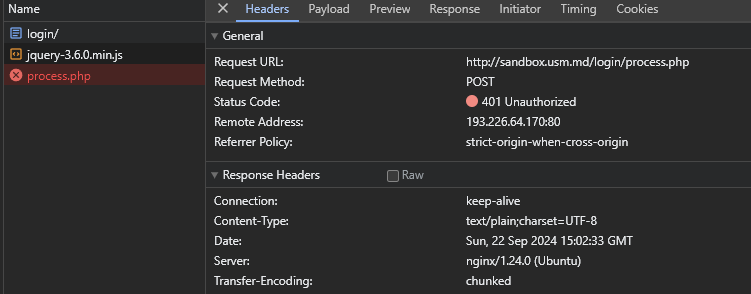 Name
login/
jquery-3.6.0.min.js
process.php
Headers Payload Preview Response Initiator Timing Cookies
General
Request URL: http://sandbox.usm.md/login/process.php
Request Method: POST
Status Code: 401 Unauthorized
Remote Address: 193.226.64.170:80
Referrer Policy: strict-origin-when-cross-origin
Response Headers Raw
Connection: keep-alive
Content-Type: text/plain;charset=UTF-8
Date: Sun, 22 Sep 2024 15:02:33 GMT
Server: nginx/1.24.0 (Ubuntu)
Transfer-Encoding: chunked